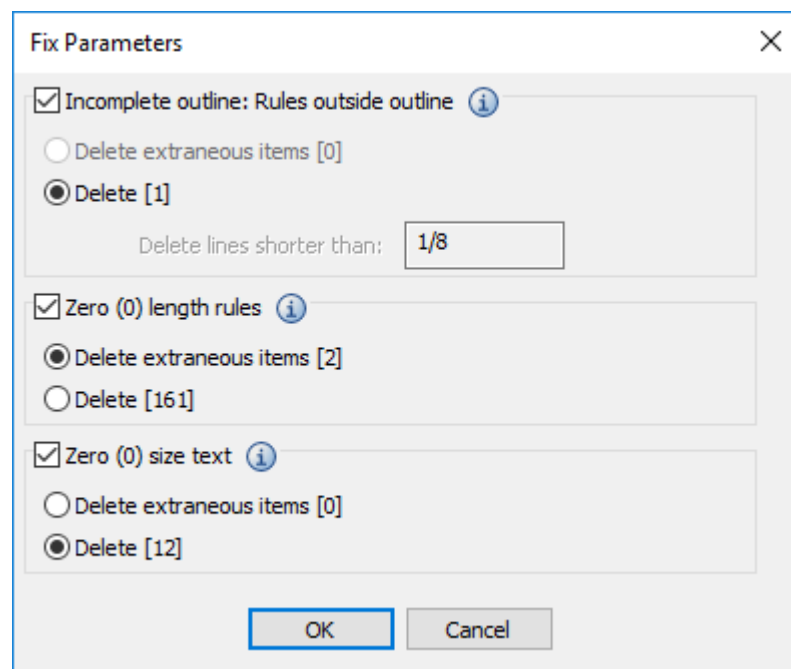 Fix Parameters
Incomplete outline: Rules outside outline
Delete extraneous items [0]
Delete [1]
Delete lines shorter than: 1/8
Zero (0) length rules
Delete extraneous items [2]
Delete [161]
Zero (0) size text
Delete extraneous items [0]
Delete [12]
OK Cancel